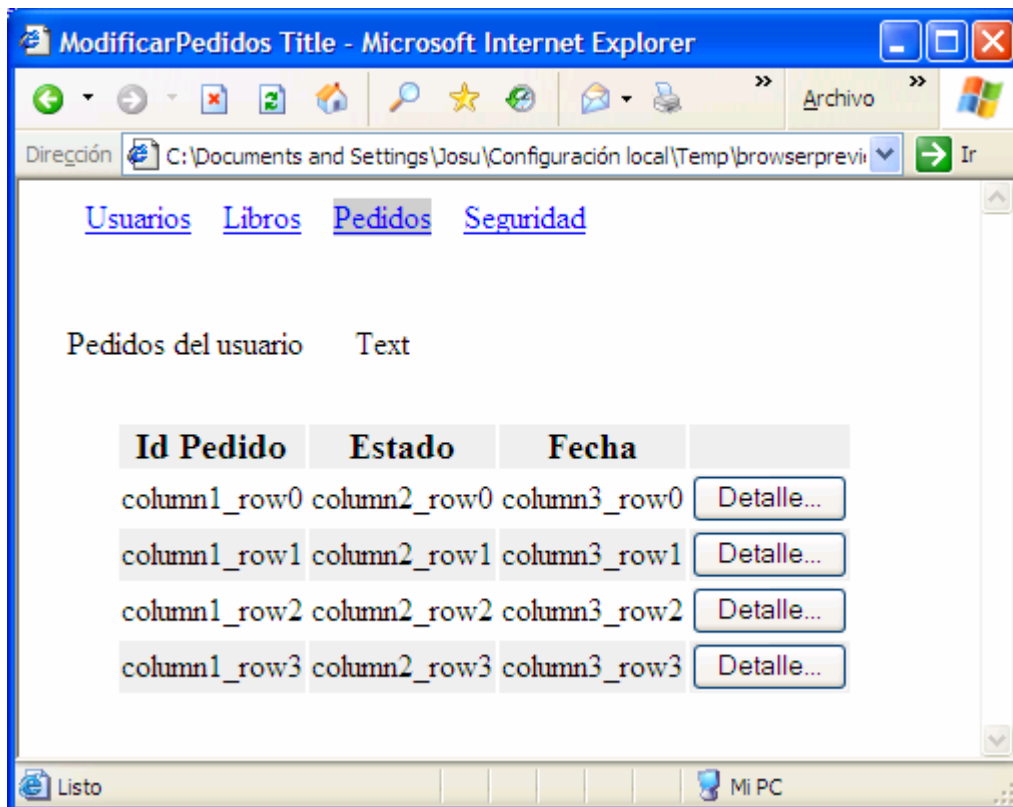 ModificarPedidos Title - Microsoft Internet Explorer
» Archivo »
Dirección C:\Documents and Settings\Josu\Configuración local\Temp\ Ir
Usuarios Libros Pedidos Seguridad
Pedidos del usuario Text
Id Pedido Estado Fecha
column1_row0 column2_row0 column3_row0 Detalle...
column1_row1 column2_row1 column3_row1 Detalle...
column1_row2 column2_row2 column3_row2 Detalle...
column1_row3 column2_row3 column3_row3 Detalle...
Listo Mi PC